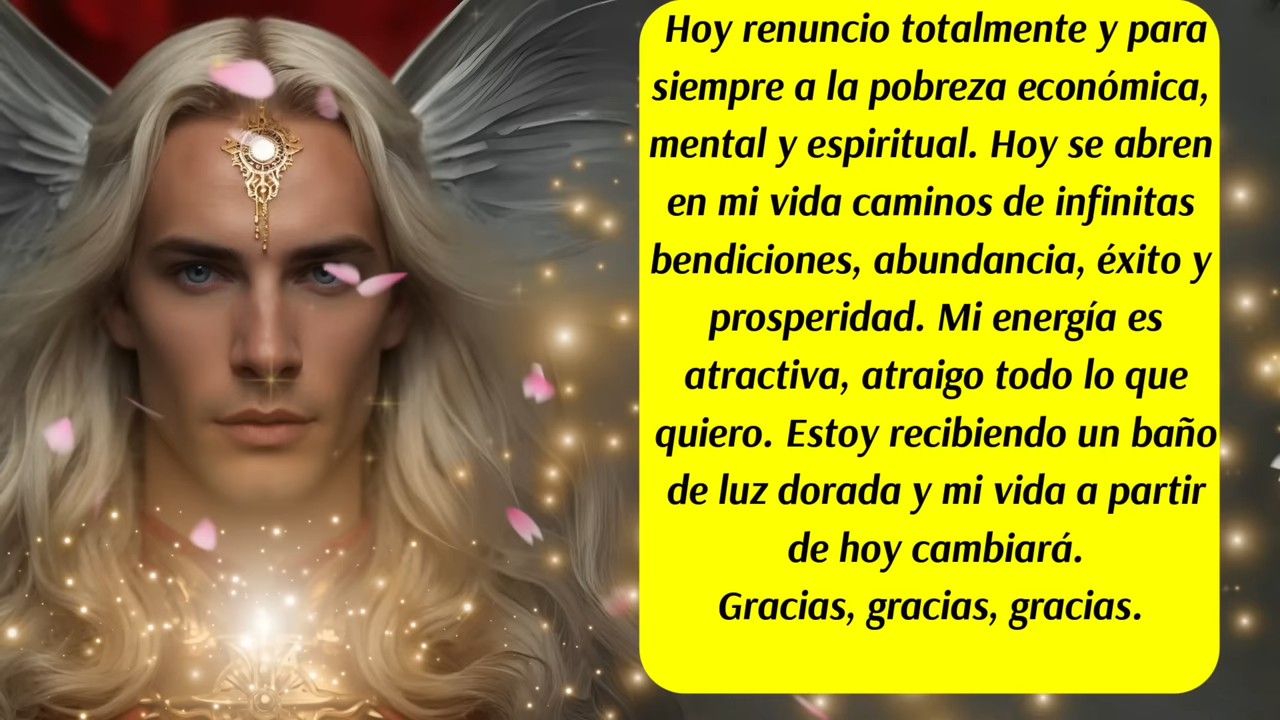 Hoy renuncio totalmente y para
siempre a la pobreza económica,
mental y espiritual. Hoy se abren
en mi vida caminos de infinitas
bendiciones, abundancia, éxito y
prosperidad. Mi energía es
atractiva, atraigo todo lo que
quiero. Estoy recibiendo un baño
de luz dorada y mi vida a partir
de hoy cambiará.
Gracias, gracias, gracias.